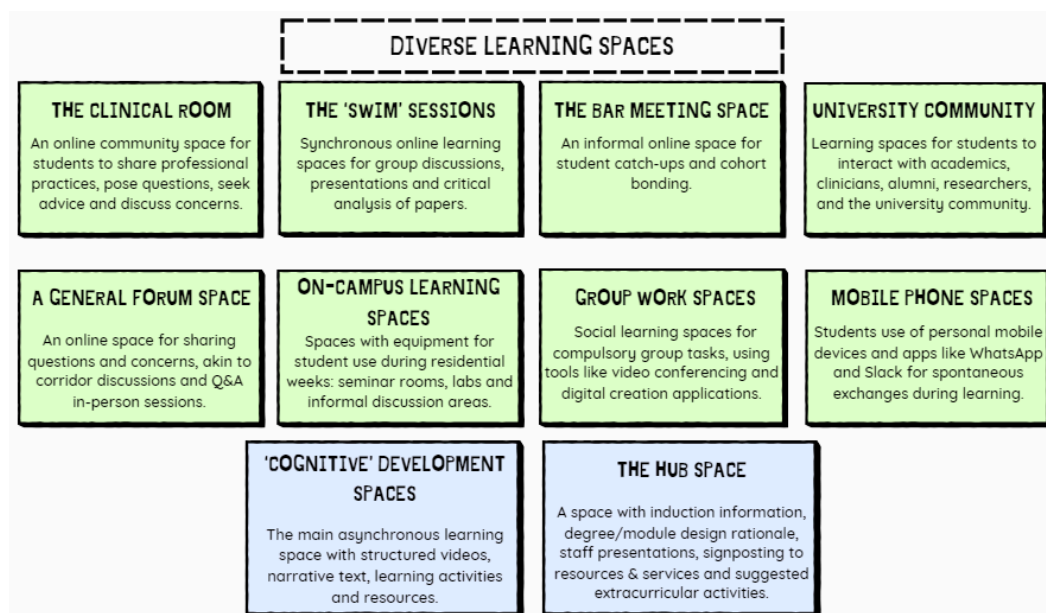 DIVERSE LEARNING SPACES
THE CLINICAL ROOM
An online community space for
students to share professional
practices, pose questions, seek
advice and discuss concerns.
THE 'SWIM' SESSIONS
Synchronous online learning
spaces for group discussions,
presentations and critical
analysis of papers.
THE BAR MEETING SPACE
An informal online space for
student catch-ups and cohort
bonding.
UNIVERSITY COMMUNITY
Learning spaces for students to
interact with academics,
clinicians, alumni, researchers,
and the university community.
A GENERAL FORUM SPACE
An online space for sharing
questions and concerns, akin to
corridor discussions and Q&A
in-person sessions.
ON-CAMPUS LEARNING
SPACES
Spaces with equipment for
student use during residential
weeks: seminar rooms, labs and
informal discussion areas.
GROUP WORK SPACES
Social learning spaces for
compulsory group tasks, using
tools like video conferencing and
digital creation applications.
MOBILE PHONE SPACES
Students use of personal mobile
devices and apps like WhatsApp
and Slack for spontaneous
exchanges during learning.
'COGNITIVE' DEVELOPMENT
SPACES
The main asynchronous learning
space with structured videos,
narrative text, learning activities
and resources.
THE HUB SPACE
A space with induction information,
degree/module design rationale,
staff presentations, signposting to
resources & services and suggested
extracurricular activities.